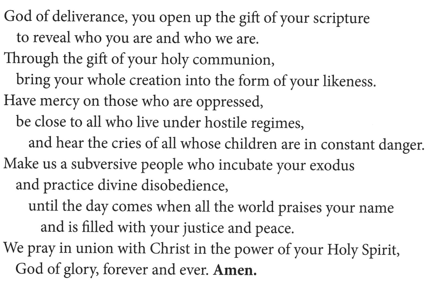 God of deliverance, you open up the gift of your scripture
to reveal who you are and who we are.
Through the gift of your holy communion,
bring your whole creation into the form of your likeness.
Have mercy on those who are oppressed,
be close to all who live under hostile regimes,
and hear the cries of all whose children are in constant danger.
Make us a subversive people who incubate your exodus
and practice divine disobedience,
until the day comes when all the world praises your name
and is filled with your justice and peace.
We pray in union with Christ in the power of your Holy Spirit,
God of glory, forever and ever. Amen.